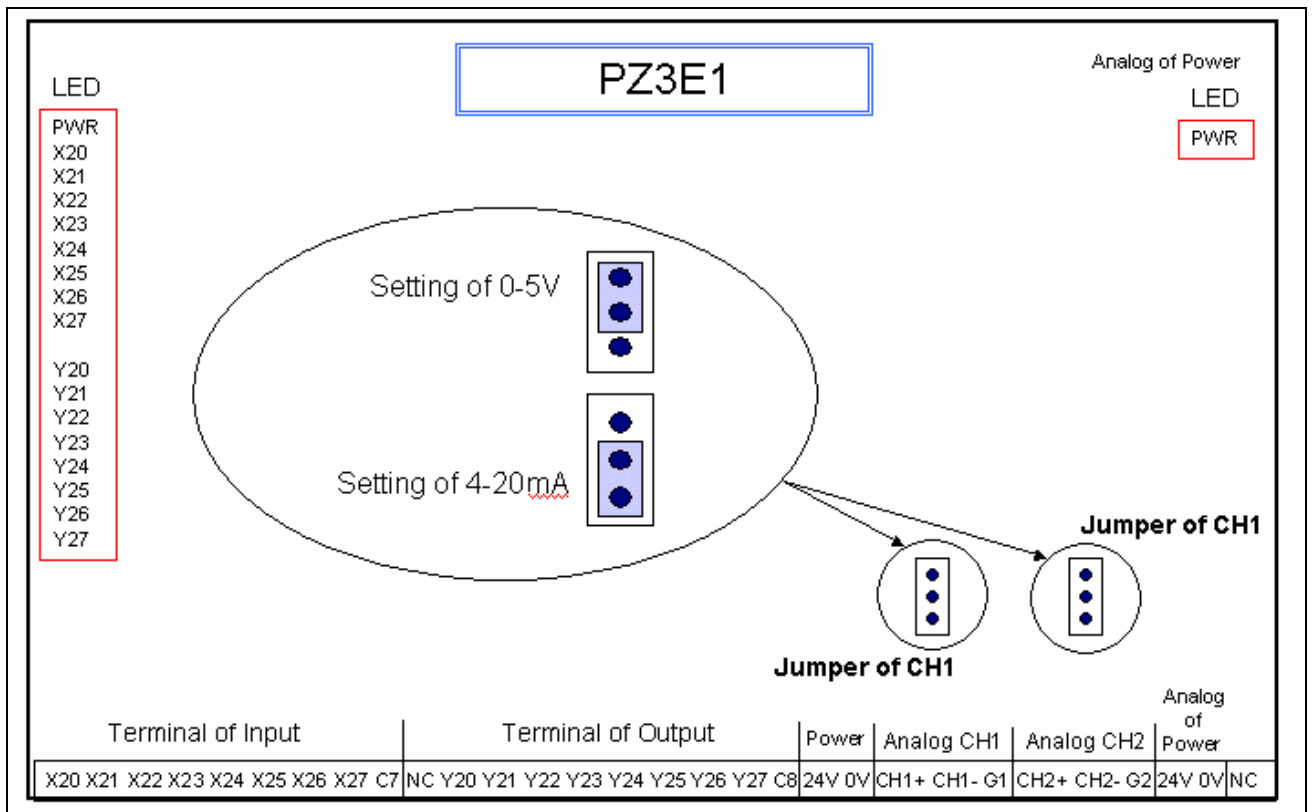 PZ3E1
Analog of Power
LED
PWR
LED
PWR
X20
X21
X22
X23
X24
X25
X26
X27
Y20
Y21
Y22
Y23
Y24
Y25
Y26
Y27
Setting of 0-5V
Setting of 4-20mA
Jumper of CH1
Jumper of CH1
Terminal of Input
Terminal of Output
Power
Analog CH1
Analog CH2
Analog
of
Power
X20 X21 X22 X23 X24 X25 X26 X27 C7 NC Y20 Y21 Y22 Y23 Y24 Y25 Y26 Y27 C8 24V 0V CH1+ CH1- G1 CH2+ CH2- G2 24V 0V NC